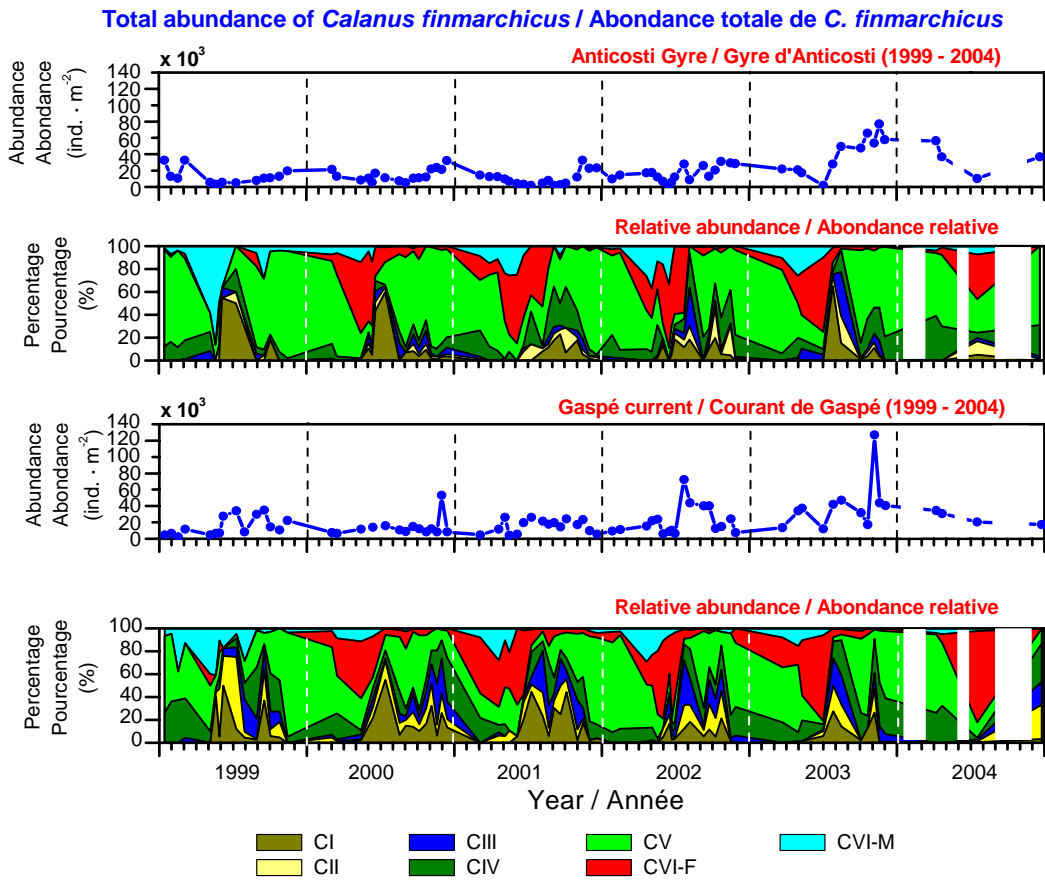 Total abundance of Calanus finmarchicus / Abondance totale de C. finmarchicus
x 10³
Anticosti Gyre / Gyre d'Anticosti (1999 - 2004)
Abundance
Abondance
(ind. · m⁻²)
140
120
100
80
60
40
20
0
Relative abundance / Abondance relative
Percentage
Pourcentage
(%)
100
80
60
40
20
0
x 10³
Gaspé current / Courant de Gaspé (1999 - 2004)
Abundance
Abondance
(ind. · m⁻²)
140
120
100
80
60
40
20
0
Relative abundance / Abondance relative
Percentage
Pourcentage
(%)
100
80
60
40
20
0
1999 2000 2001 2002 2003 2004
Year / Année
CI CIII CV CVI-M
CII CIV CVI-F